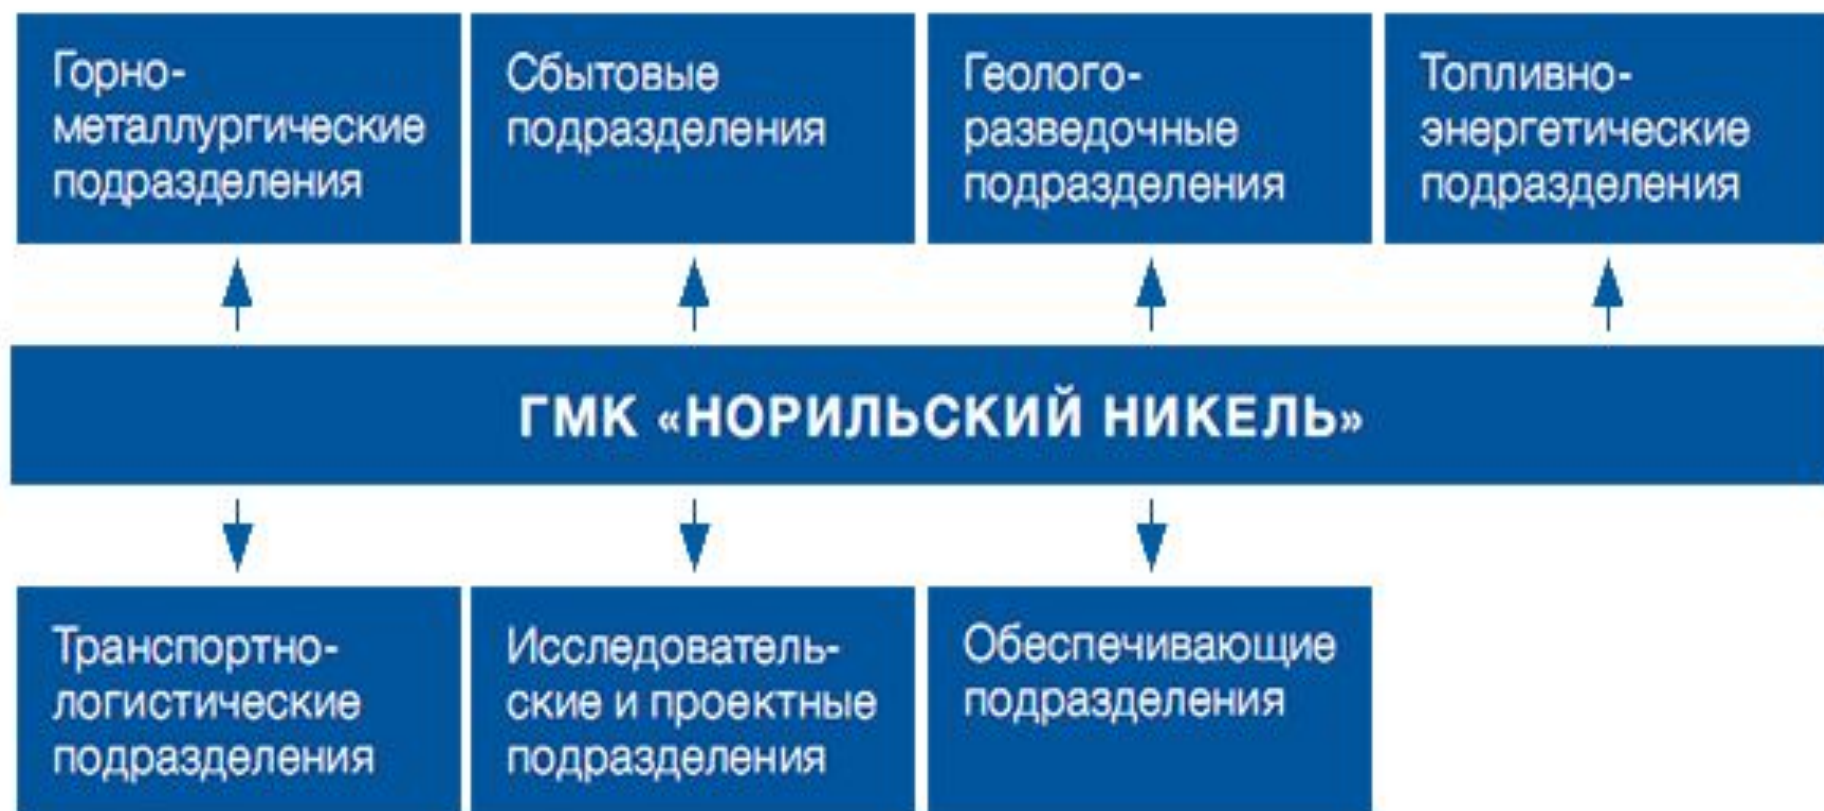 Горно-
металлургические
подразделения
Сбытовые
подразделения
Геолого-
разведочные
подразделения
Топливно-
энергетические
подразделения
ГМК «НОРИЛЬСКИЙ НИКЕЛЬ»
Транспортно-
логистические
подразделения
Исследователь-
ские и проектные
подразделения
Обеспечивающие
подразделения